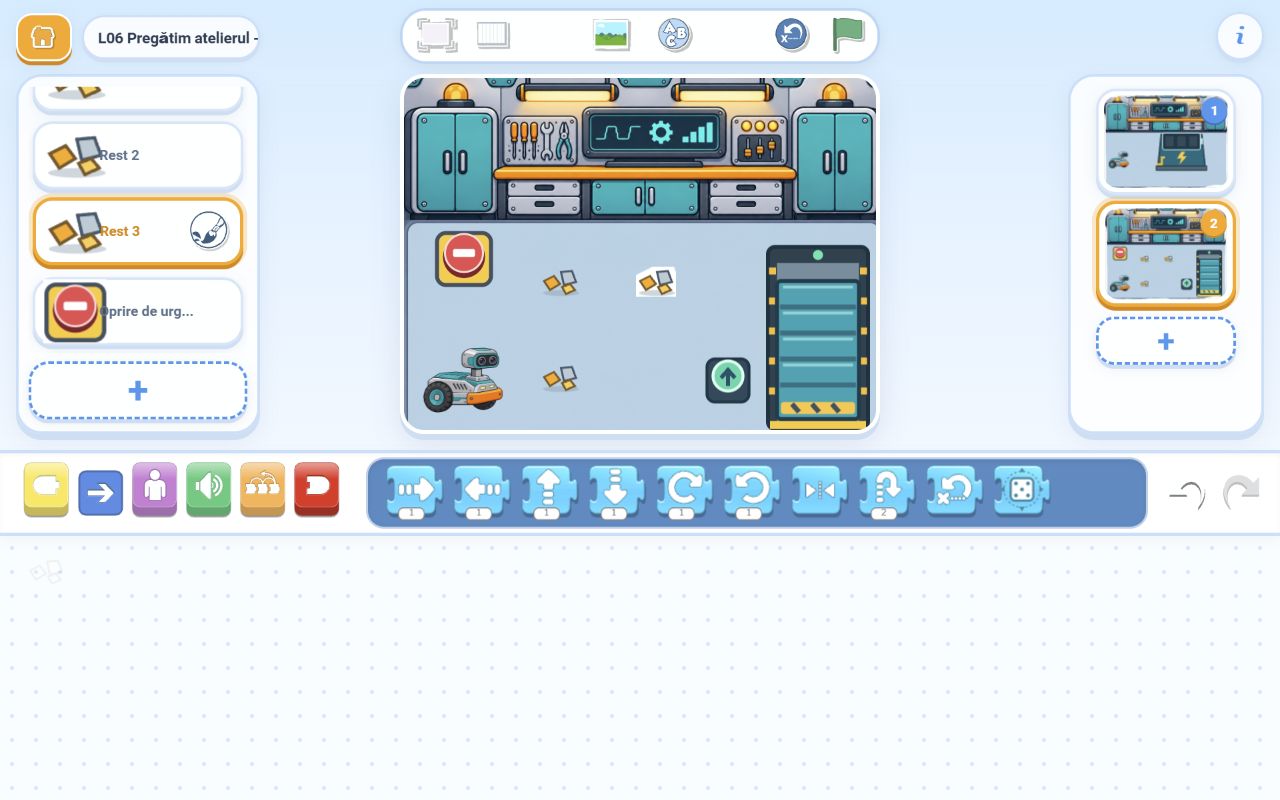 L06 Pregătim atelierul -
A
B
C
x
i
Rest 2
Rest 3
Oprire de urg...
+
1
2
+
1
1
1
1
1
1
2
x